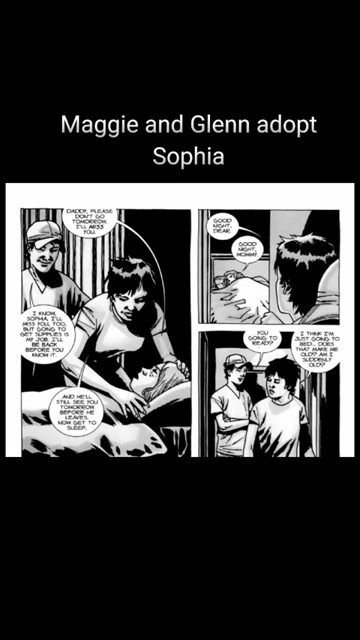 Maggie and Glenn adopt
Sophia
DADDY, PLEASE
DON'T GO
TOMORROW.
I'LL MISS
YOU.
I KNOW,
SOPHIA. I'LL
MISS YOU, TOO,
BUT GOING TO
GET SUPPLIES IS
MY JOB. I'LL
BE BACK
BEFORE YOU
KNOW IT.
AND HE'LL
STILL SEE YOU
TOMORROW
BEFORE HE
LEAVES.
NOW GET TO
SLEEP.
GOOD
NIGHT,
DEAR.
GOOD
NIGHT,
MOMMY.
YOU
GOING TO
READ?
I THINK I'M
JUST GOING TO
BED... DOES
THAT MAKE ME
OLD? AM I
SUDDENLY
OLD?